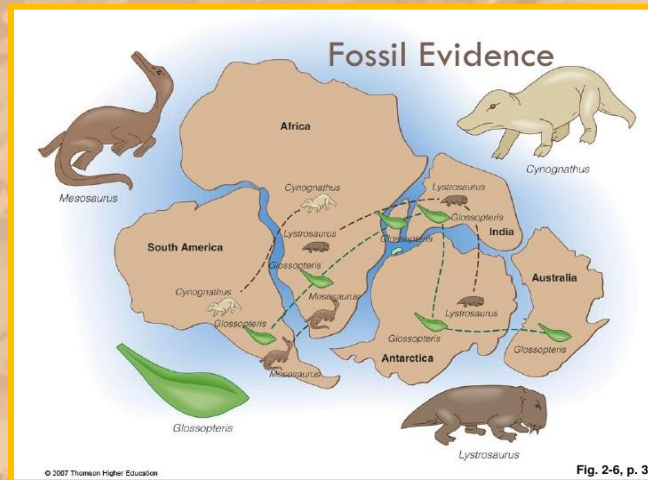 Fossil Evidence
Mesosaurus
Africa
Cynognathus
Cynognathus
Lystrosaurus
Lystrosaurus
Glossopteris
Glossopteris
India
South America
Glossopteris
Australia
Mesosaurus
Cynognathus
Lystrosaurus
Glossopteris
Glossopteris
Glossopteris
Antarctica
Mesosaurus
Glossopteris
Lystrosaurus
© 2007 Thomson Higher Education
Fig. 2-6, p. 3